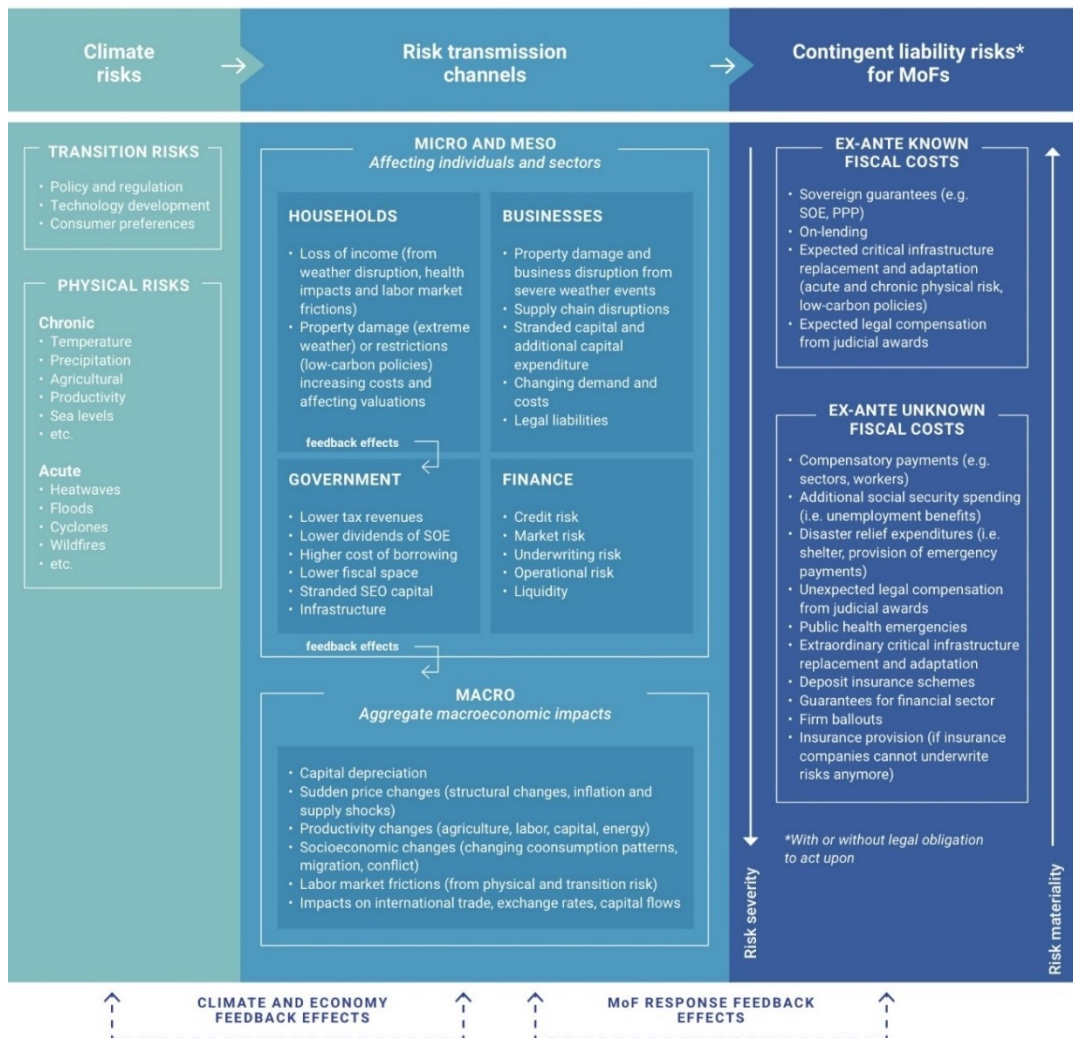 Climate
risks
Risk transmission
channels
Contingent liability risks*
for MoFs
TRANSITION RISKS
• Policy and regulation
• Technology development
• Consumer preferences
PHYSICAL RISKS
Chronic
• Temperature
• Precipitation
• Agricultural
• Productivity
• Sea levels
• etc.
Acute
• Heatwaves
• Floods
• Cyclones
• Wildfires
• etc.
MICRO AND MESO
Affecting individuals and sectors
HOUSEHOLDS
• Loss of income (from
weather disruption, health
impacts and labor market
frictions)
• Property damage (extreme
weather) or restrictions
(low-carbon policies)
increasing costs and
affecting valuations
BUSINESSES
• Property damage and
business disruption from
severe weather events
• Supply chain disruptions
• Stranded capital and
additional capital
expenditure
• Changing demand and
costs
• Legal liabilities
feedback effects
GOVERNMENT
• Lower tax revenues
• Lower dividends of SOE
• Higher cost of borrowing
• Lower fiscal space
• Stranded SEO capital
• Infrastructure
FINANCE
• Credit risk
• Market risk
• Underwriting risk
• Operational risk
• Liquidity
feedback effects
MACRO
Aggregate macroeconomic impacts
• Capital depreciation
• Sudden price changes (structural changes, inflation and
supply shocks)
• Productivity changes (agriculture, labor, capital, energy)
• Socioeconomic changes (changing coonsumption patterns,
migration, conflict)
• Labor market frictions (from physical and transition risk)
• Impacts on international trade, exchange rates, capital flows
Risk severity
EX-ANTE KNOWN
FISCAL COSTS
• Sovereign guarantees (e.g.
SOE, PPP)
• On-lending
• Expected critical infrastructure
replacement and adaptation
(acute and chronic physical risk,
low-carbon policies)
• Expected legal compensation
from judicial awards
EX-ANTE UNKNOWN
FISCAL COSTS
• Compensatory payments (e.g.
sectors, workers)
• Additional social security spending
(i.e. unemployment benefits)
• Disaster relief expenditures (i.e.
shelter, provision of emergency
payments)
• Unexpected legal compensation
from judicial awards
• Public health emergencies
• Extraordinary critical infrastructure
replacement and adaptation
• Deposit insurance schemes
• Guarantees for financial sector
• Firm ballouts
• Insurance provision (if insurance
companies cannot underwrite
risks anymore)
*With or without legal obligation
to act upon
Risk materiality
CLIMATE AND ECONOMY
FEEDBACK EFFECTS
MoF RESPONSE FEEDBACK
EFFECTS